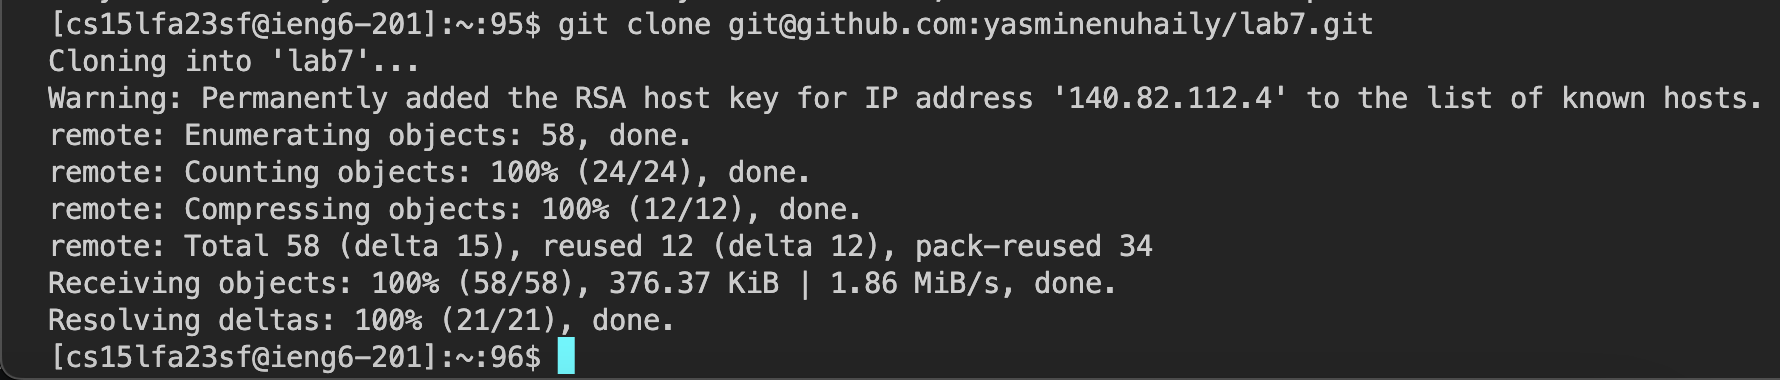 [cs15lfa23sf@ieng6-201]:~:95$ git clone git@github.com:yasminenuhaily/lab7.git
Cloning into 'lab7'...
Warning: Permanently added the RSA host key for IP address '140.82.112.4' to the list of known hosts.
remote: Enumerating objects: 58, done.
remote: Counting objects: 100% (24/24), done.
remote: Compressing objects: 100% (12/12), done.
remote: Total 58 (delta 15), reused 12 (delta 12), pack-reused 34
Receiving objects: 100% (58/58), 376.37 KiB | 1.86 MiB/s, done.
Resolving deltas: 100% (21/21), done.
[cs15lfa23sf@ieng6-201]:~:96$